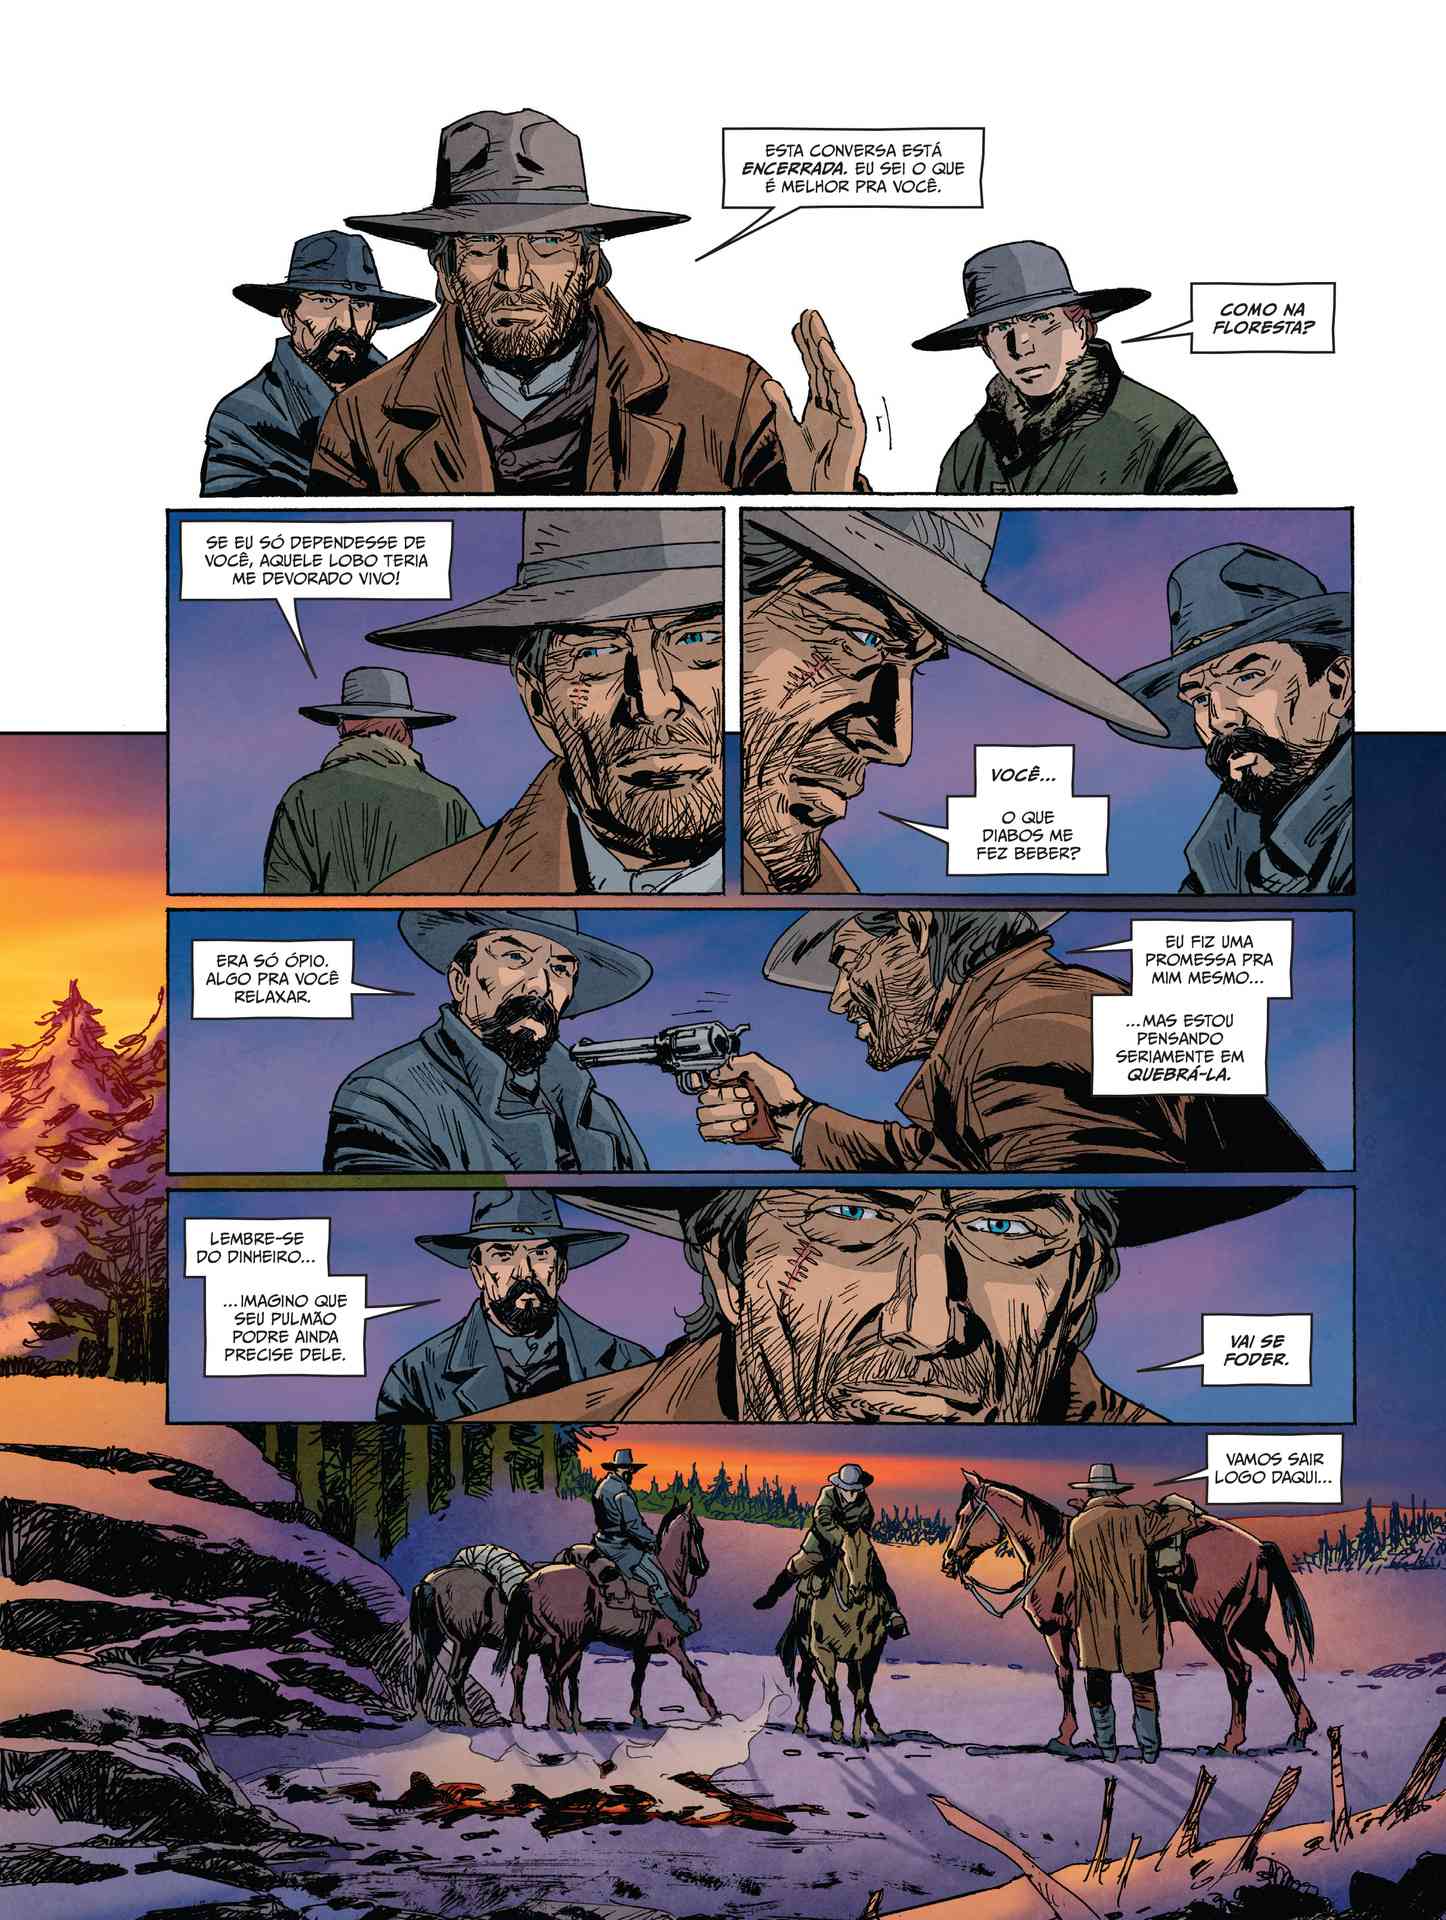 ESTA CONVERSA ESTÁ
ENCERRADA. EU SEI O QUE
É MELHOR PRA VOCÊ.
COMO NA
FLORESTA?
SE EU SÓ DEPENDESSE DE
VOCÊ, AQUELE LOBO TERIA
ME DEVORADO VIVO!
VOCÊ...
O QUE
DIABOS ME
FEZ BEBER?
ERA SÓ ÓPIO.
ALGO PRA VOCÊ
RELAXAR.
EU FIZ UMA
PROMESSA PRA
MIM MESMO...
...MAS ESTOU
PENSANDO
SERIAMENTE EM
QUEBRÁ-LA.
LEMBRE-SE
DO DINHEIRO...
...IMAGINO QUE
SEU PULMÃO
PODRE AINDA
PRECISE DELE.
VAI SE
FODER.
VAMOS SAIR
LOGO DAQUI...